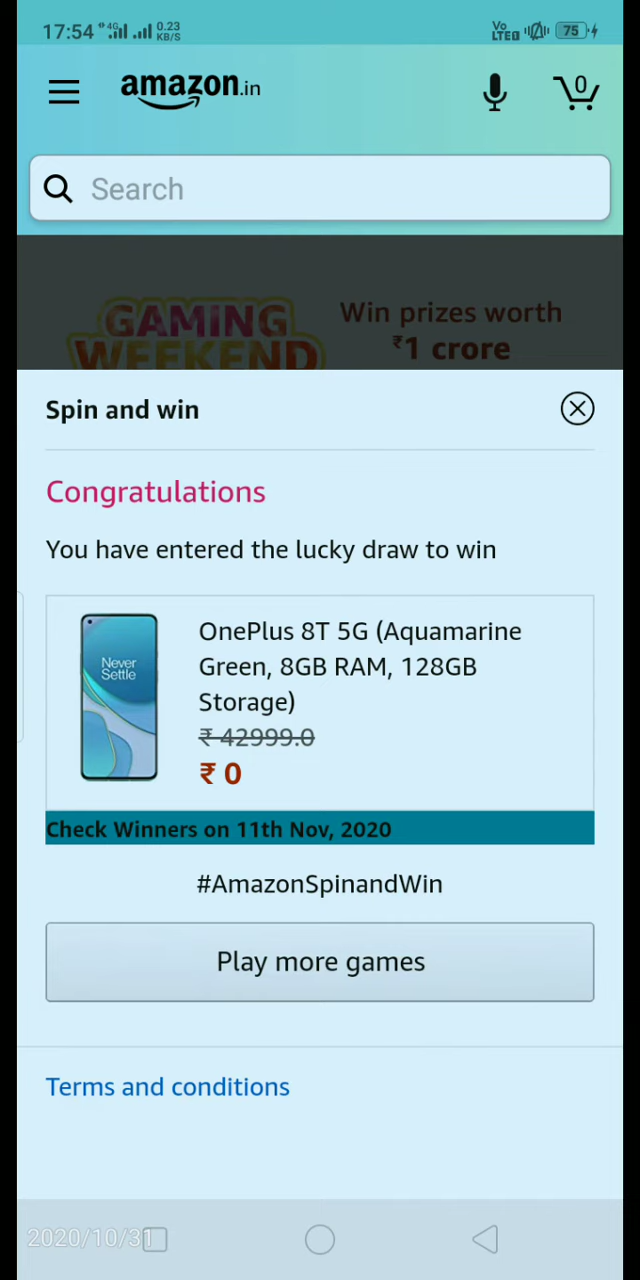 17:54 4G 0.23 KB/S Vo LTE 75
amazon.in 0
Search
GAMING WEEKEND
Win prizes worth
₹1 crore
Spin and win
Congratulations
You have entered the lucky draw to win
Never
Settle
OnePlus 8T 5G (Aquamarine
Green, 8GB RAM, 128GB
Storage)
₹ 42999.0
₹ 0
Check Winners on 11th Nov, 2020
#AmazonSpinandWin
Play more games
Terms and conditions
2020/10/31